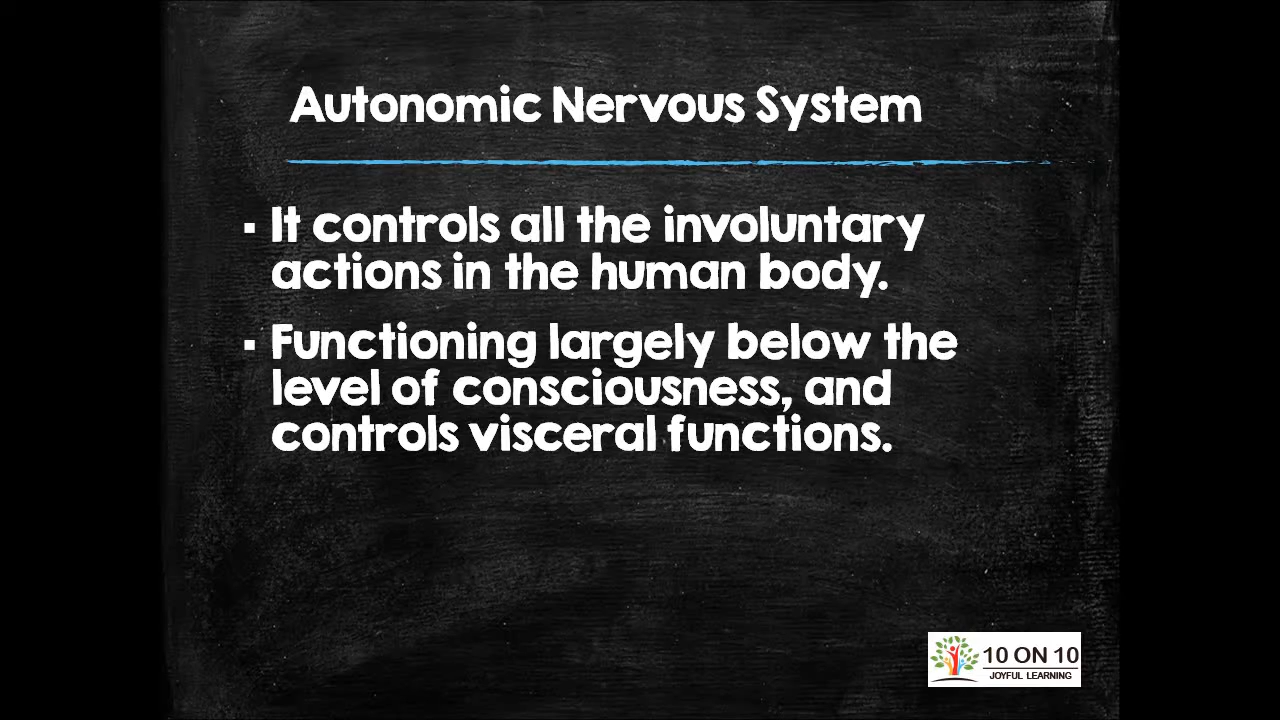 Autonomic Nervous System
▪ It controls all the involuntary
actions in the human body.
▪ Functioning largely below the
level of consciousness, and
controls visceral functions.
10 ON 10
JOYFUL LEARNING